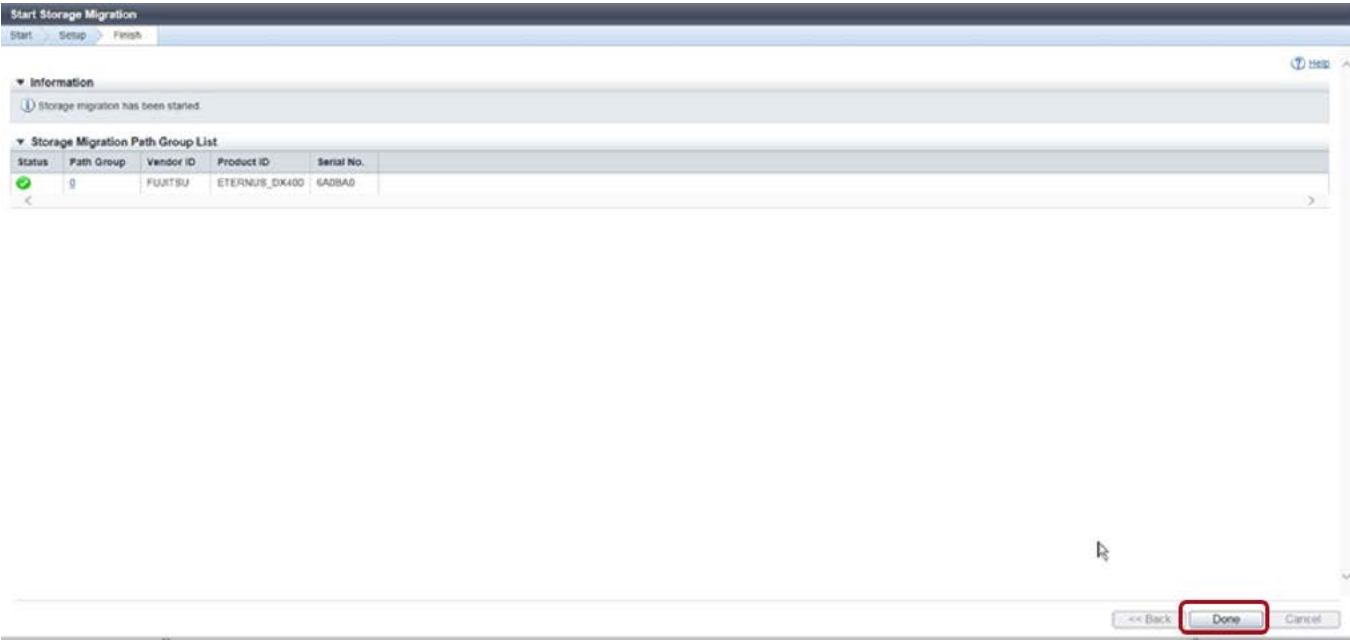 Start Storage Migration
Start Setup Finish
Help
Information
Storage migration has been started.
Storage Migration Path Group List
Status Path Group Vendor ID Product ID Serial No.
0 FUJITSU ETERNUS_DX400 6A0BA0
<< Back Done Cancel